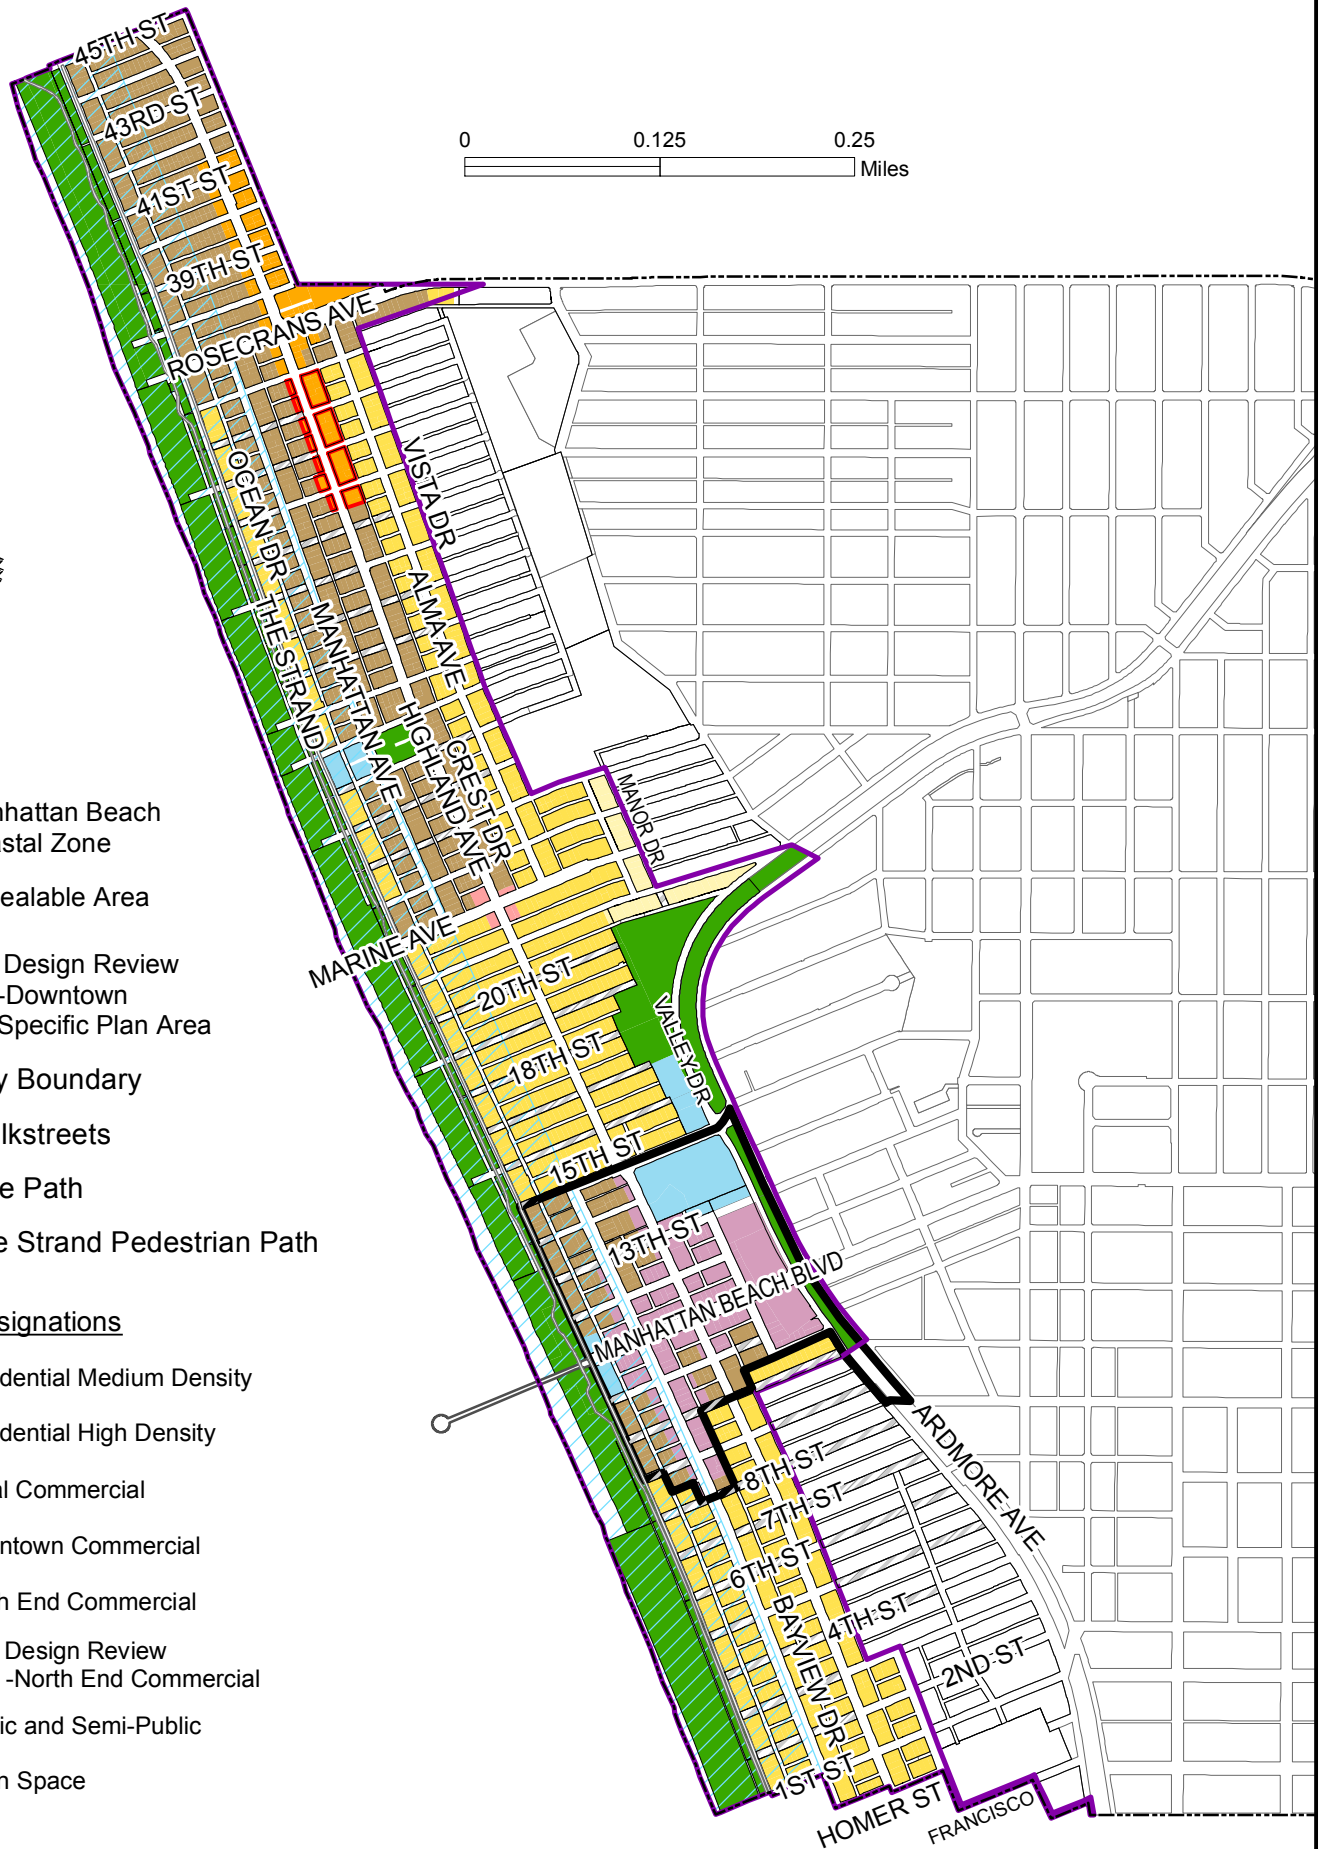 45TH ST
43RD ST
41ST ST
39TH ST
ROSECRANS AVE
0 0.125 0.25
Miles
OCEAN DR
VISTA DR
THE STRAND
MANHATTAN AVE
ALMA AVE
HIGHLAND AVE
CREST DR
MANOR DR
MARINE AVE
20TH ST
18TH ST
VALLEY DR
15TH ST
13TH ST
MANHATTAN BEACH BLVD
ARDMORE AVE
8TH ST
7TH ST
6TH ST
4TH ST
BAYVIEW DR
2ND ST
1ST ST
HOMER ST
FRANCISCO
nhattan Beach
astal Zone
ealable Area
Design Review
-Downtown
Specific Plan Area
y Boundary
lkstreets
e Path
e Strand Pedestrian Path
signations
dential Medium Density
dential High Density
al Commercial
ntown Commercial
h End Commercial
Design Review
-North End Commercial
ic and Semi-Public
n Space